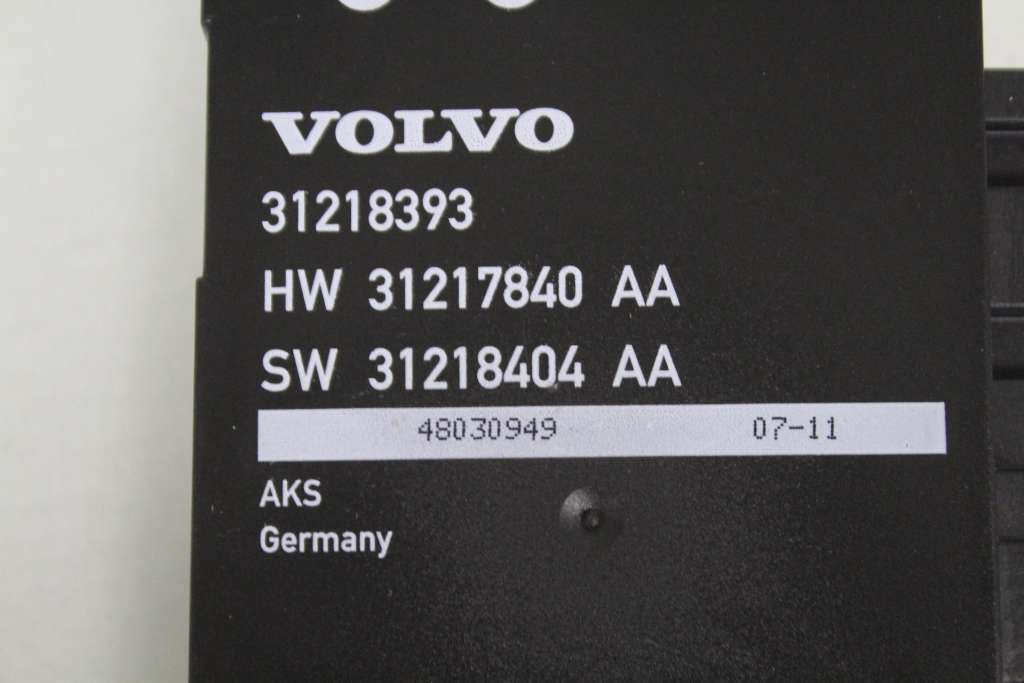 VOLVO
31218393
HW 31217840 AA
SW 31218404 AA
48030949 07-11
AKS
Germany